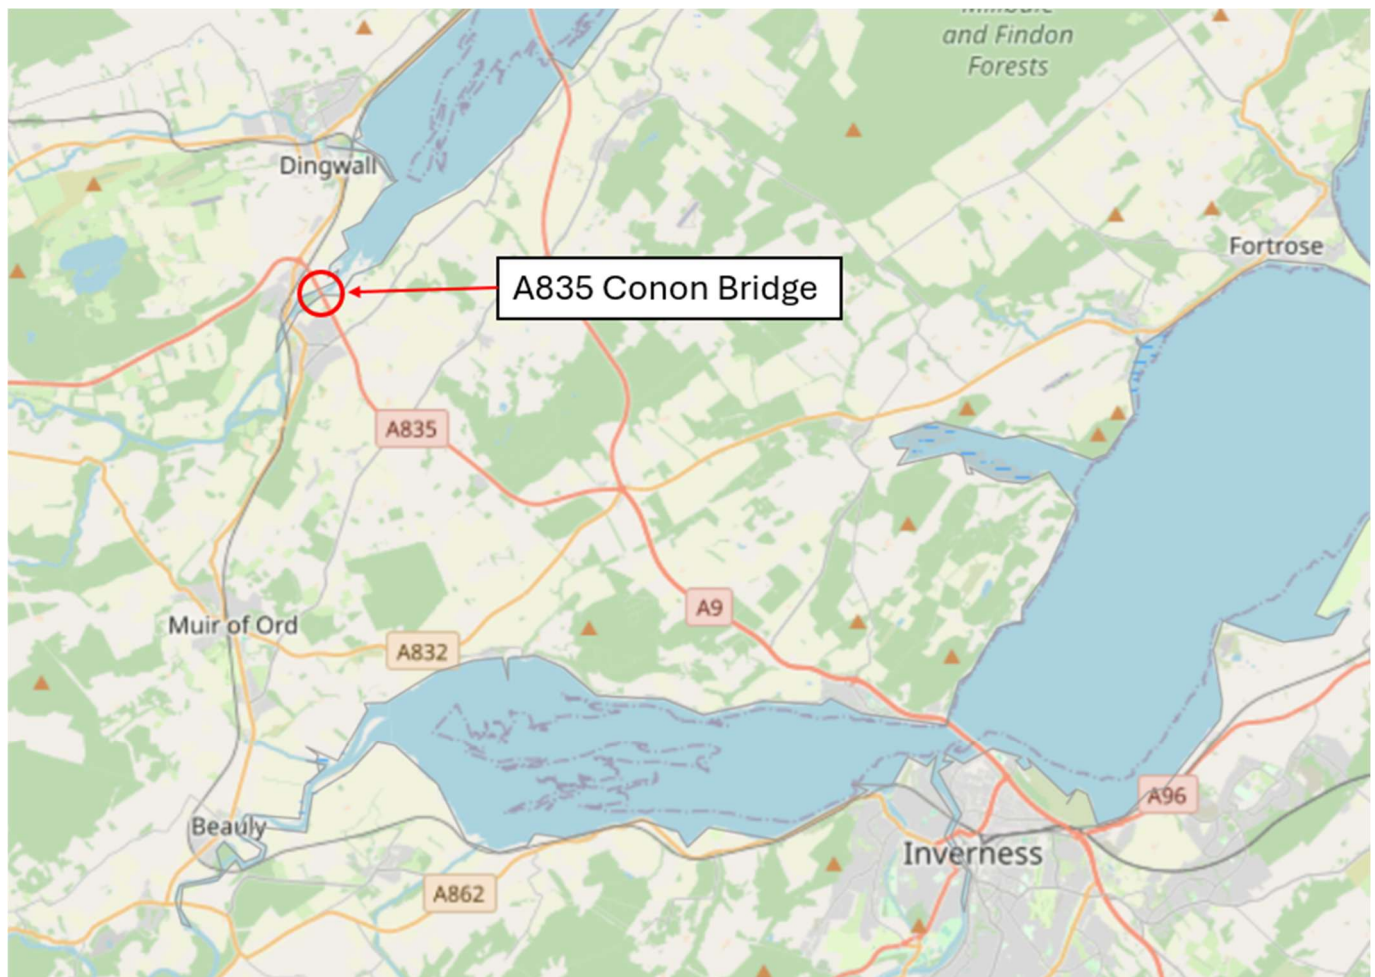 and Findon
Forests
Dingwall
Fortrose
A835 Conon Bridge
A835
A9
Muir of Ord
A832
A96
Beauly
Inverness
A862